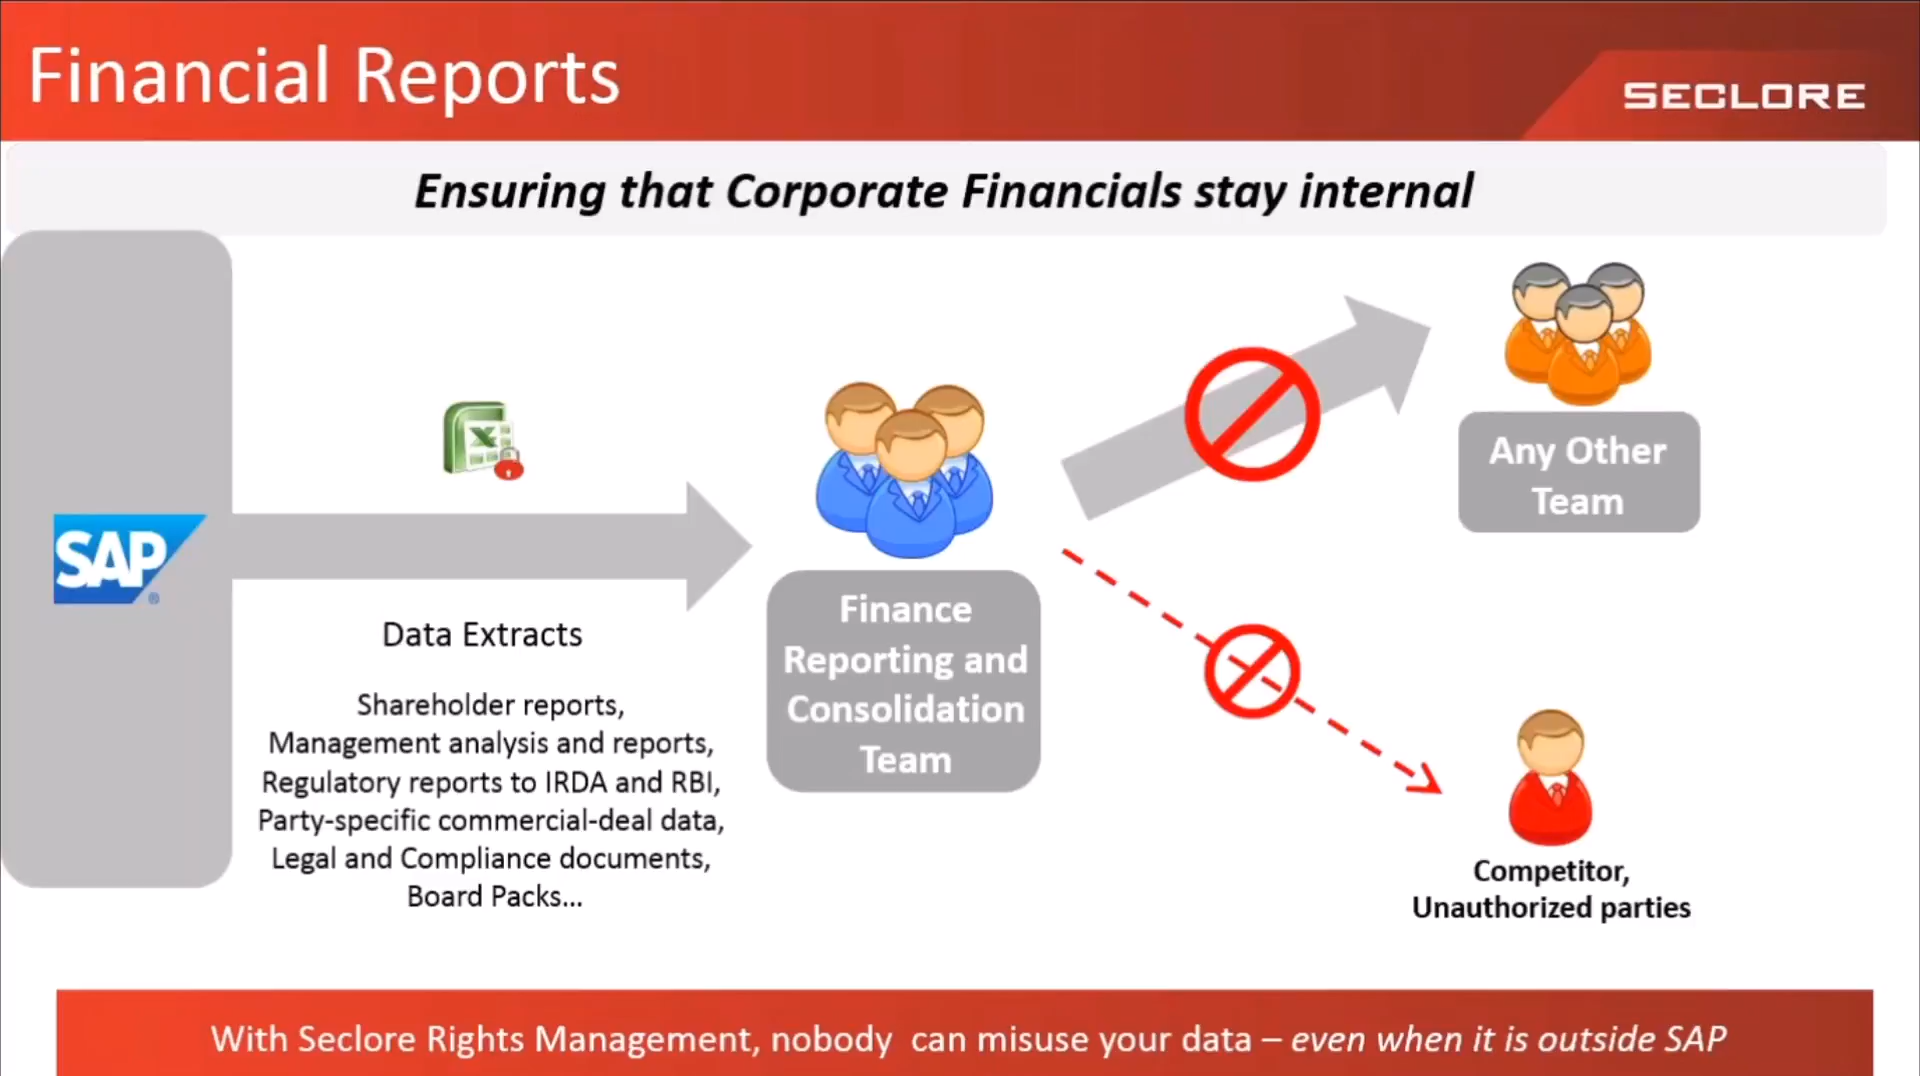 Financial Reports
SECLORE
Ensuring that Corporate Financials stay internal
SAP®
Data Extracts
Shareholder reports,
Management analysis and reports,
Regulatory reports to IRDA and RBI,
Party-specific commercial-deal data,
Legal and Compliance documents,
Board Packs...
Finance
Reporting and
Consolidation
Team
Any Other
Team
Competitor,
Unauthorized parties
With Seclore Rights Management, nobody can misuse your data – even when it is outside SAP